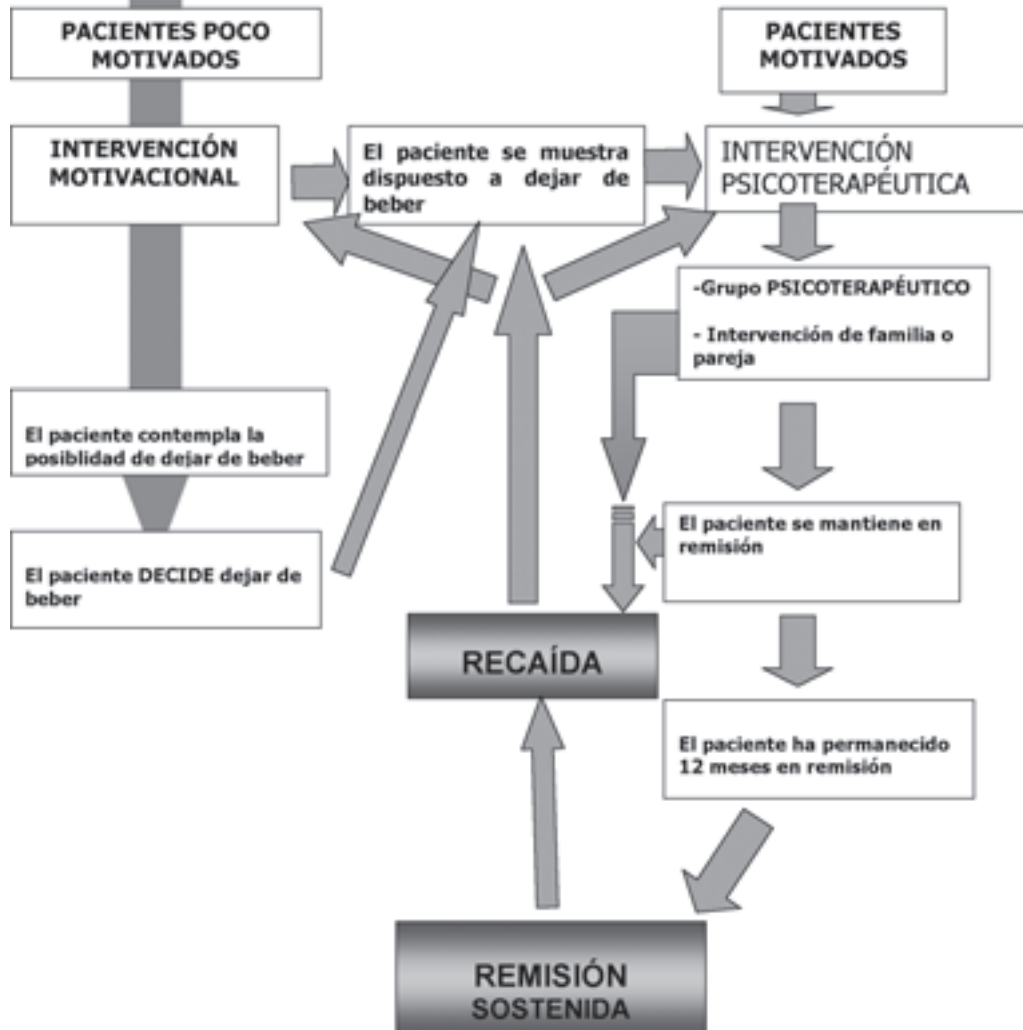 PACIENTES POCO
MOTIVADOS
PACIENTES
MOTIVADOS
INTERVENCIÓN
MOTIVACIONAL
El paciente se muestra
dispuesto a dejar de
beber
INTERVENCIÓN
PSICOTERAPÉUTICA
-Grupo PSICOTERAPÉUTICO
- Intervención de familia o
pareja
El paciente contempla la
posiblidad de dejar de beber
El paciente se mantiene en
remisión
El paciente DECIDE dejar de
beber
RECAÍDA
El paciente ha permanecido
12 meses en remisión
REMISIÓN
SOSTENIDA